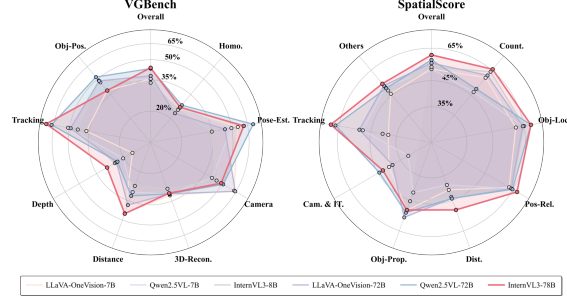 VGBench
Overall
65%
50%
35%
20%
Homo.
Pose-Est.
Camera
3D-Recon.
Distance
Depth
Tracking
Obj-Pos.
SpatialScore
Overall
65%
45%
35%
Count.
Obj-Loc
Pos-Rel.
Dist.
Obj-Prop.
Cam. & IT.
Tracking
Others
LLaVA-OneVision-7B
Qwen2.5VL-7B
InternVL3-8B
LLaVA-OneVision-72B
Qwen2.5VL-72B
InternVL3-78B